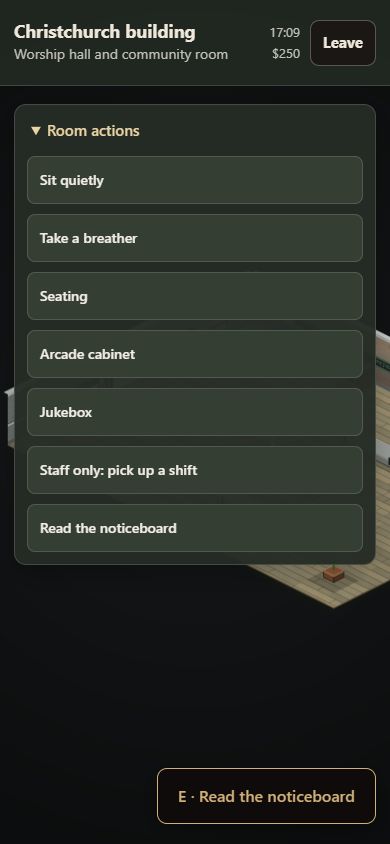 Christchurch building
Worship hall and community room
17:09
$250
Leave
▼ Room actions
Sit quietly
Take a breather
Seating
Arcade cabinet
Jukebox
Staff only: pick up a shift
Read the noticeboard
E · Read the noticeboard